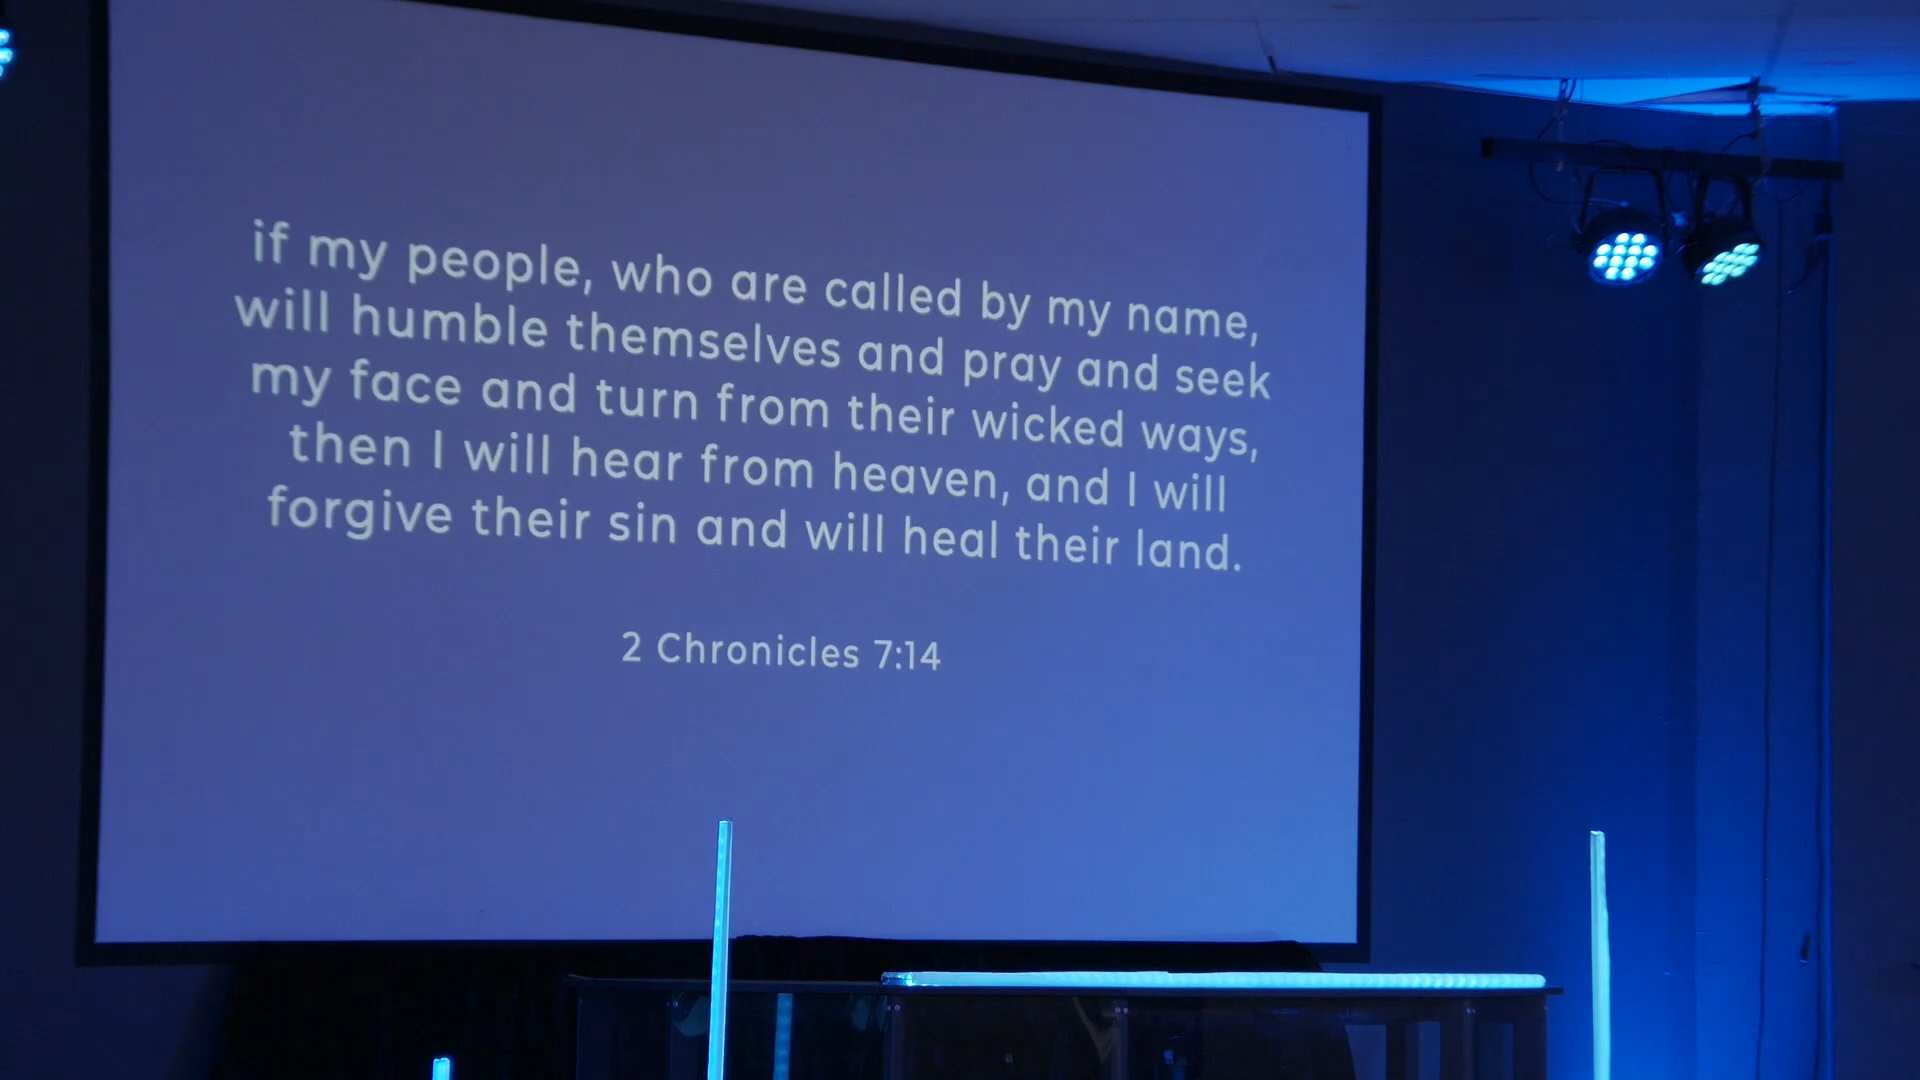 if my people, who are called by my name,
will humble themselves and pray and seek
my face and turn from their wicked ways,
then I will hear from heaven, and I will
forgive their sin and will heal their land.
2 Chronicles 7:14